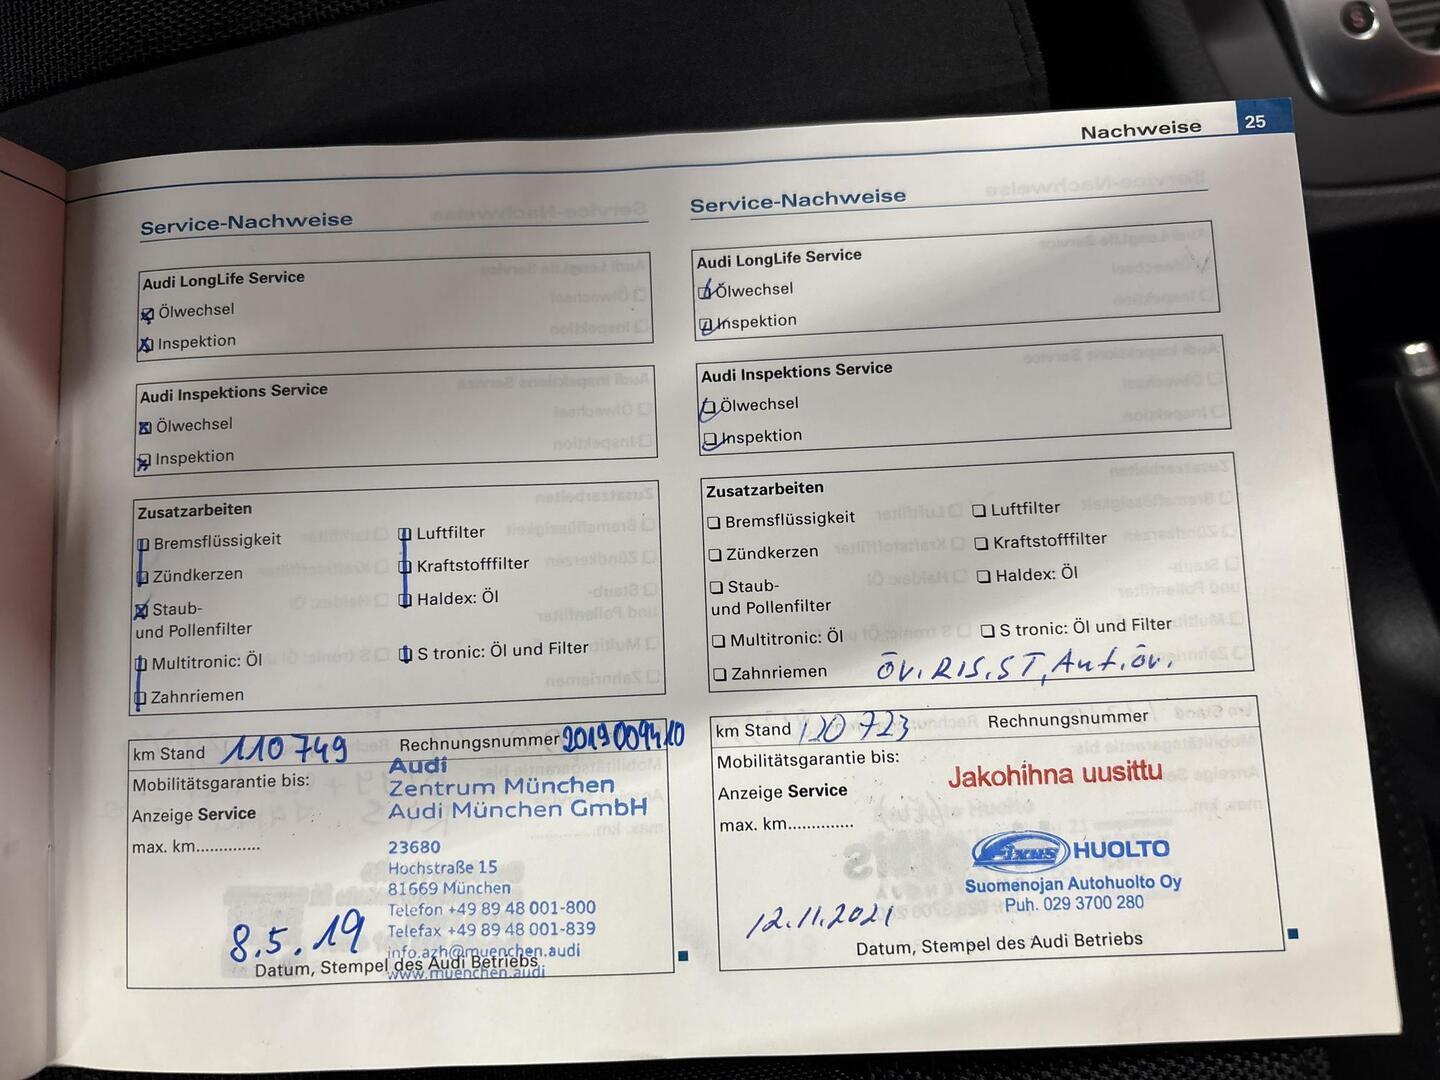 Nachweise 25
Service-Nachweise
Audi LongLife Service
Ölwechsel
Inspektion
Audi Inspektions Service
Ölwechsel
Inspektion
Zusatzarbeiten
Bremsflüssigkeit Luftfilter
Zündkerzen Kraftstofffilter
Staub- Haldex: Öl
und Pollenfilter
Multitronic: Öl S tronic: Öl und Filter
Zahnriemen
km Stand 110749 Rechnungsnummer 2019009410
Mobilitätsgarantie bis:
Anzeige Service
max. km..............
Audi
Zentrum München
Audi München GmbH
23680
Hochstraße 15
81669 München
Telefon +49 89 48 001-800
Telefax +49 89 48 001-839
info.azh@muenchen.audi
www.muenchen.audi
8.5.19
Datum, Stempel des Audi Betriebs
Service-Nachweise
Audi LongLife Service
Ölwechsel
Inspektion
Audi Inspektions Service
Ölwechsel
Inspektion
Zusatzarbeiten
Bremsflüssigkeit Luftfilter
Zündkerzen Kraftstofffilter
Staub- Haldex: Öl
und Pollenfilter
Multitronic: Öl S tronic: Öl und Filter
Zahnriemen
km Stand 120 723 Rechnungsnummer
Mobilitätsgarantie bis:
Anzeige Service
max. km..............
Jakohihna uusittu
FIXUS HUOLTO
Suomenojan Autohuolto Oy
Puh. 029 3700 280
12.11.2021
Datum, Stempel des Audi Betriebs